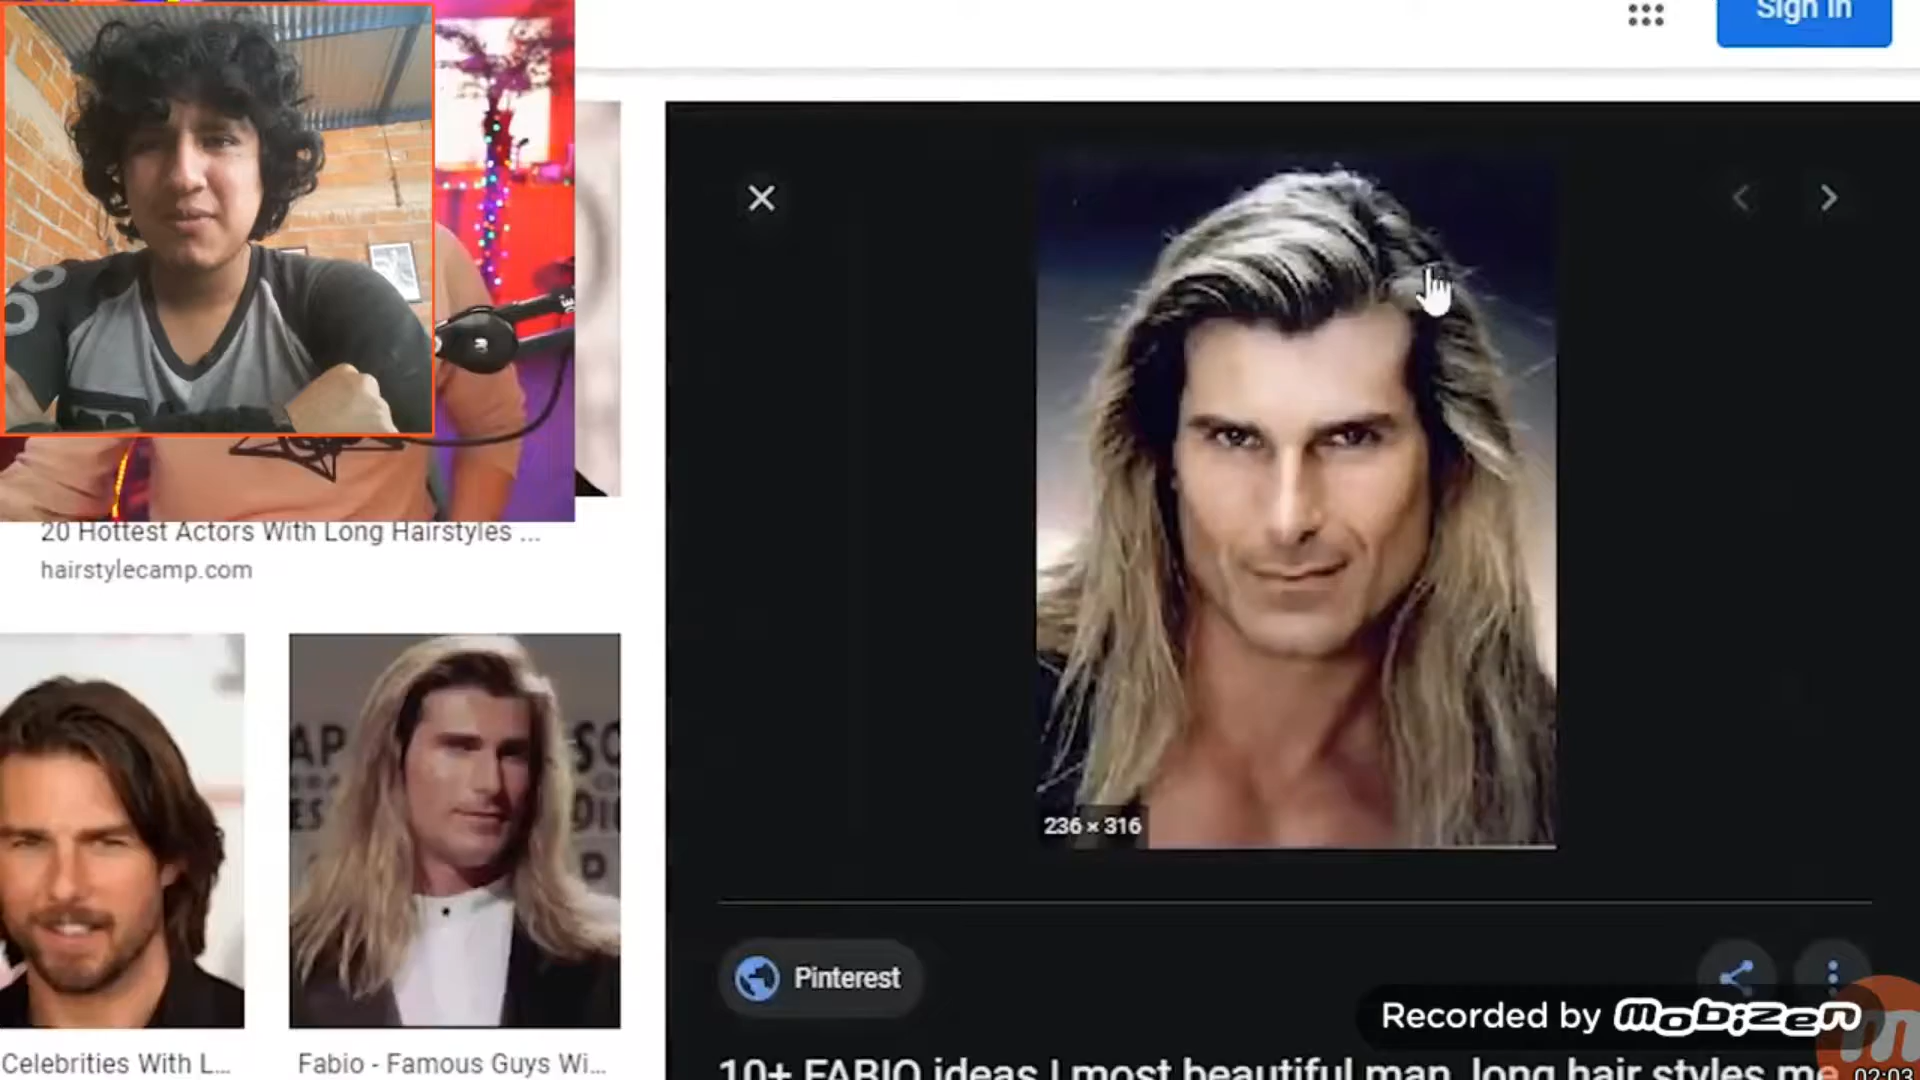 Sign in
20 Hottest Actors With Long Hairstyles ...
hairstylecamp.com
236 × 316
Pinterest
Recorded by mobizen
Celebrities With L...
Fabio - Famous Guys Wi...
10+ FABIO ideas | most beautiful man, long hair styles me
02:03